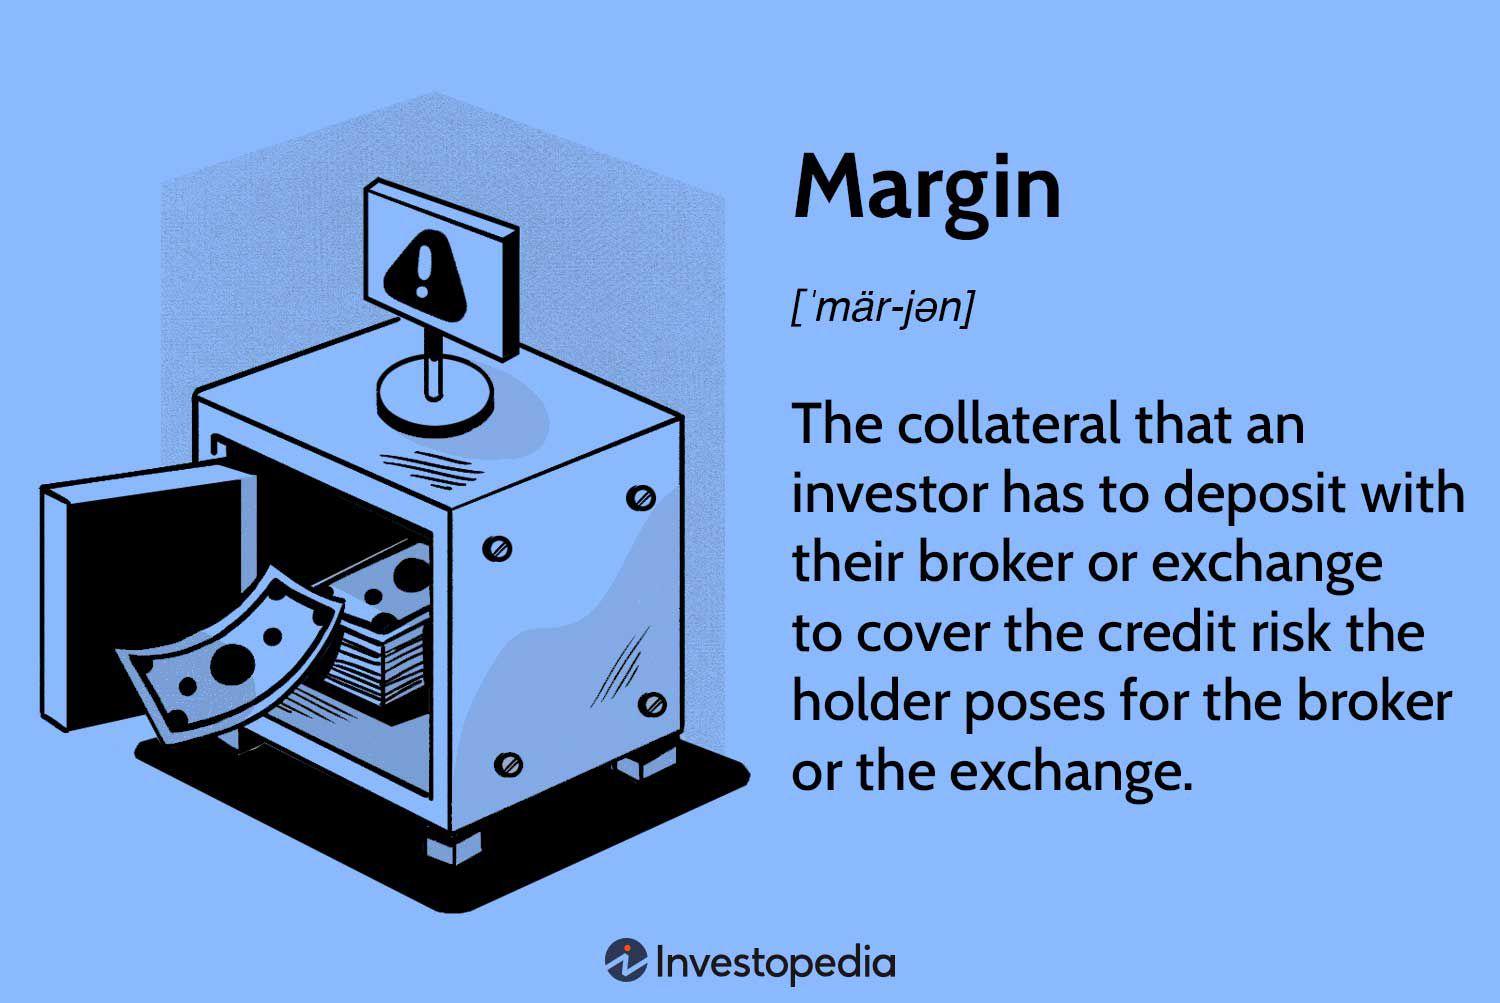 Margin
[ˈmär-jən]
The collateral that an
investor has to deposit with
their broker or exchange
to cover the credit risk the
holder poses for the broker
or the exchange.
Investopedia